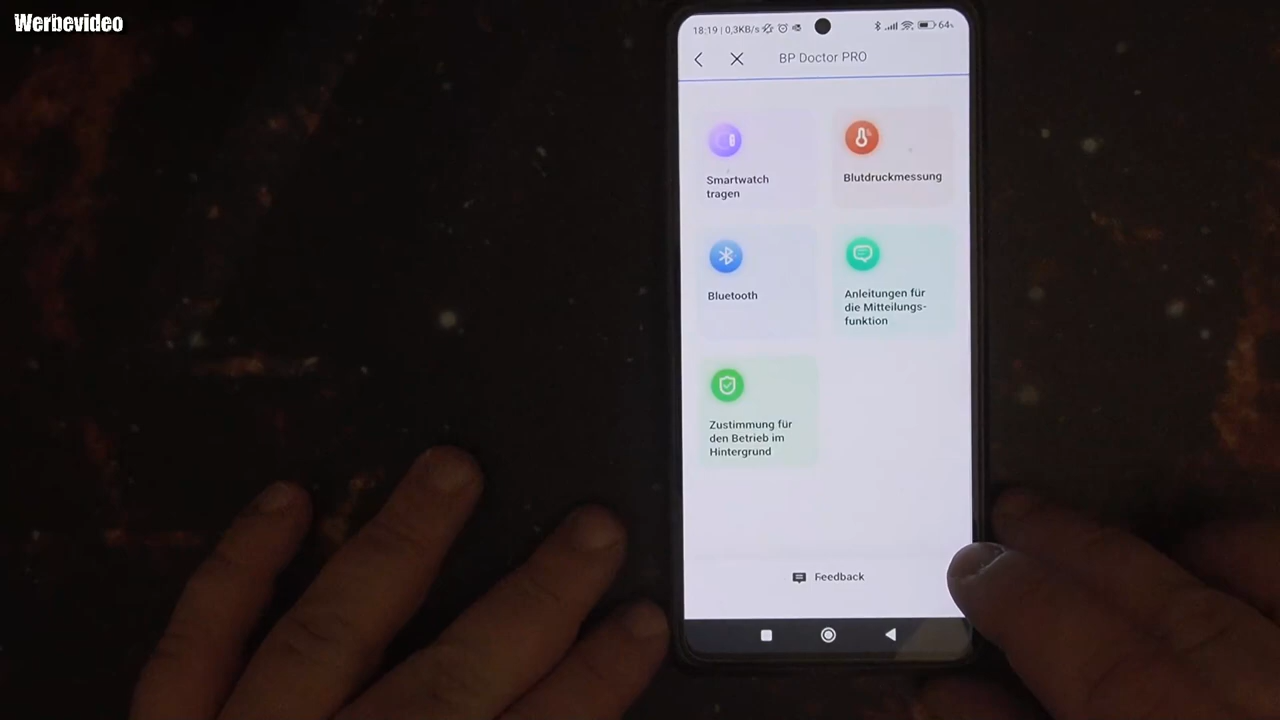 Werbevideo
18:19 | 0,3KB/s
64
BP Doctor PRO
Smartwatch
tragen
Blutdruckmessung
Bluetooth
Anleitungen für
die Mitteilungs-
funktion
Zustimmung für
den Betrieb im
Hintergrund
Feedback